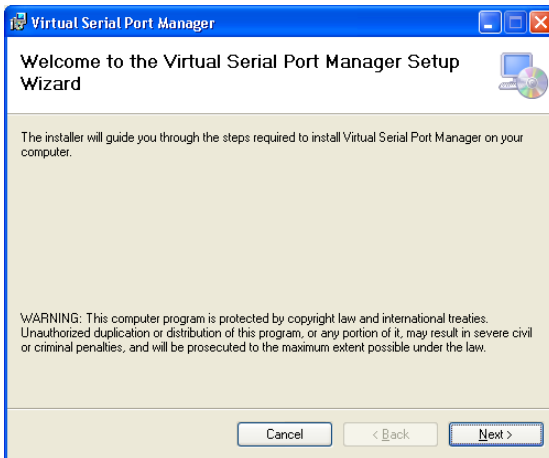 Virtual Serial Port Manager
Welcome to the Virtual Serial Port Manager Setup
Wizard
The installer will guide you through the steps required to install Virtual Serial Port Manager on your
computer.
WARNING: This computer program is protected by copyright law and international treaties.
Unauthorized duplication or distribution of this program, or any portion of it, may result in severe civil
or criminal penalties, and will be prosecuted to the maximum extent possible under the law.
Cancel
< Back
Next >